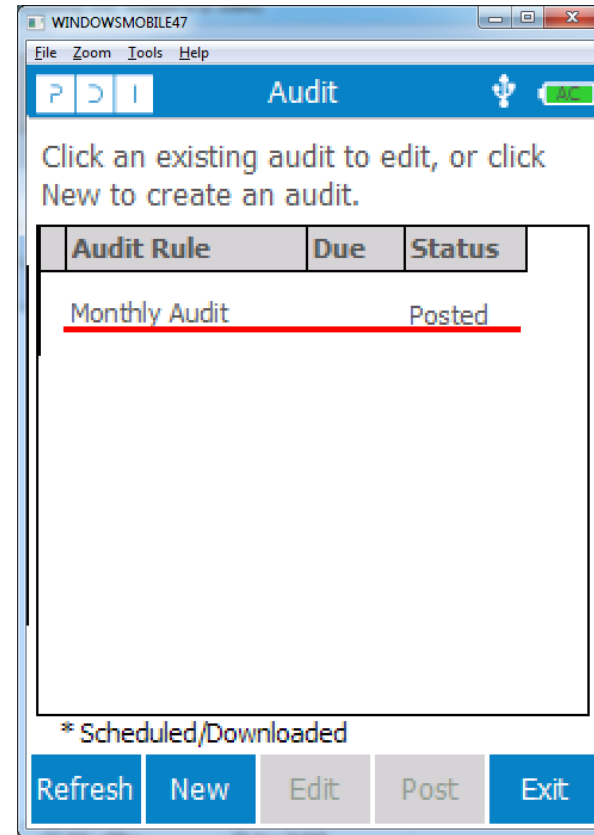 WINDOWSMOBILE47
File Zoom Tools Help
PDI Audit AC
Click an existing audit to edit, or click
New to create an audit.
Audit Rule Due Status
Monthly Audit Posted
* Scheduled/Downloaded
Refresh New Edit Post Exit